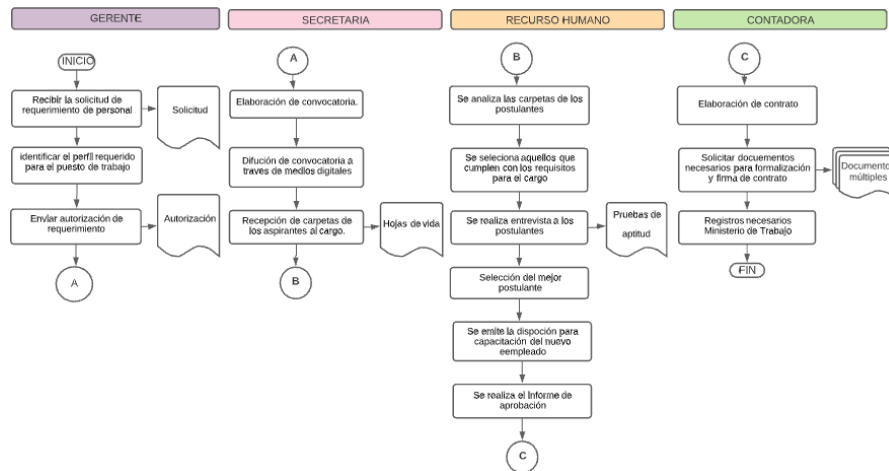 GERENTE
SECRETARIA
RECURSO HUMANO
CONTADORA
INICIO
Recibir la solicitud de
requerimiento de personal
Solicitud
identificar el perfil requerido
para el puesto de trabajo
Enviar autorización de
requerimiento
Autorización
A
A
Elaboración de convocatoria.
Difución de convocatoria a
traves de medios digitales
Recepción de carpetas de
los aspirantes al cargo.
Hojas de vida
B
B
Se analiza las carpetas de los
postulantes
Se selecciona aquellos que
cumplen con los requisitos
para el cargo
Se realiza entrevista a los
postulantes
Pruebas de
aptitud
Selección del mejor
postulante
Se emite la dispoción para
capacitación del nuevo
eempleado
Se realiza el Informe de
aprobación
C
C
Elaboración de contrato
Solicitar docuementos
necesarios para formalización
y firma de contrato
Documentos
múltiples
Registros necesarios
Ministerio de Trabajo
FIN